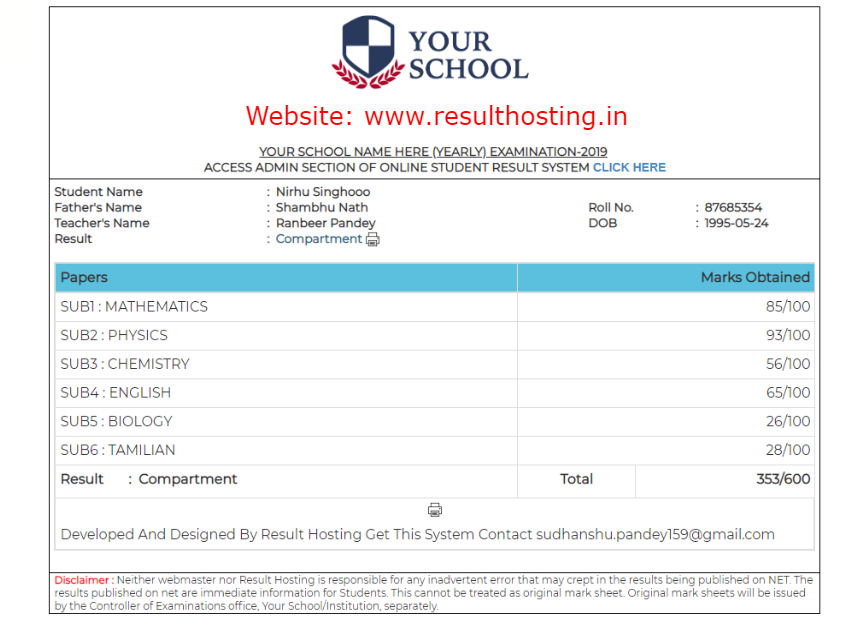 YOUR
SCHOOL
Website: www.resulthosting.in
YOUR SCHOOL NAME HERE (YEARLY) EXAMINATION-2019
ACCESS ADMIN SECTION OF ONLINE STUDENT RESULT SYSTEM CLICK HERE
Student Name : Nirhu Singhooo
Father's Name : Shambhu Nath Roll No. : 87685354
Teacher's Name : Ranbeer Pandey DOB : 1995-05-24
Result : Compartment
Papers Marks Obtained
SUB1 : MATHEMATICS 85/100
SUB2 : PHYSICS 93/100
SUB3 : CHEMISTRY 56/100
SUB4 : ENGLISH 65/100
SUB5 : BIOLOGY 26/100
SUB6 : TAMILIAN 28/100
Result : Compartment Total 353/600
Developed And Designed By Result Hosting Get This System Contact sudhanshu.pandey159@gmail.com
Disclaimer : Neither webmaster nor Result Hosting is responsible for any inadvertent error that may crept in the results being published on NET. The
results published on net are immediate information for Students. This cannot be treated as original mark sheet. Original mark sheets will be issued
by the Controller of Examinations office, Your School/Institution, separately.